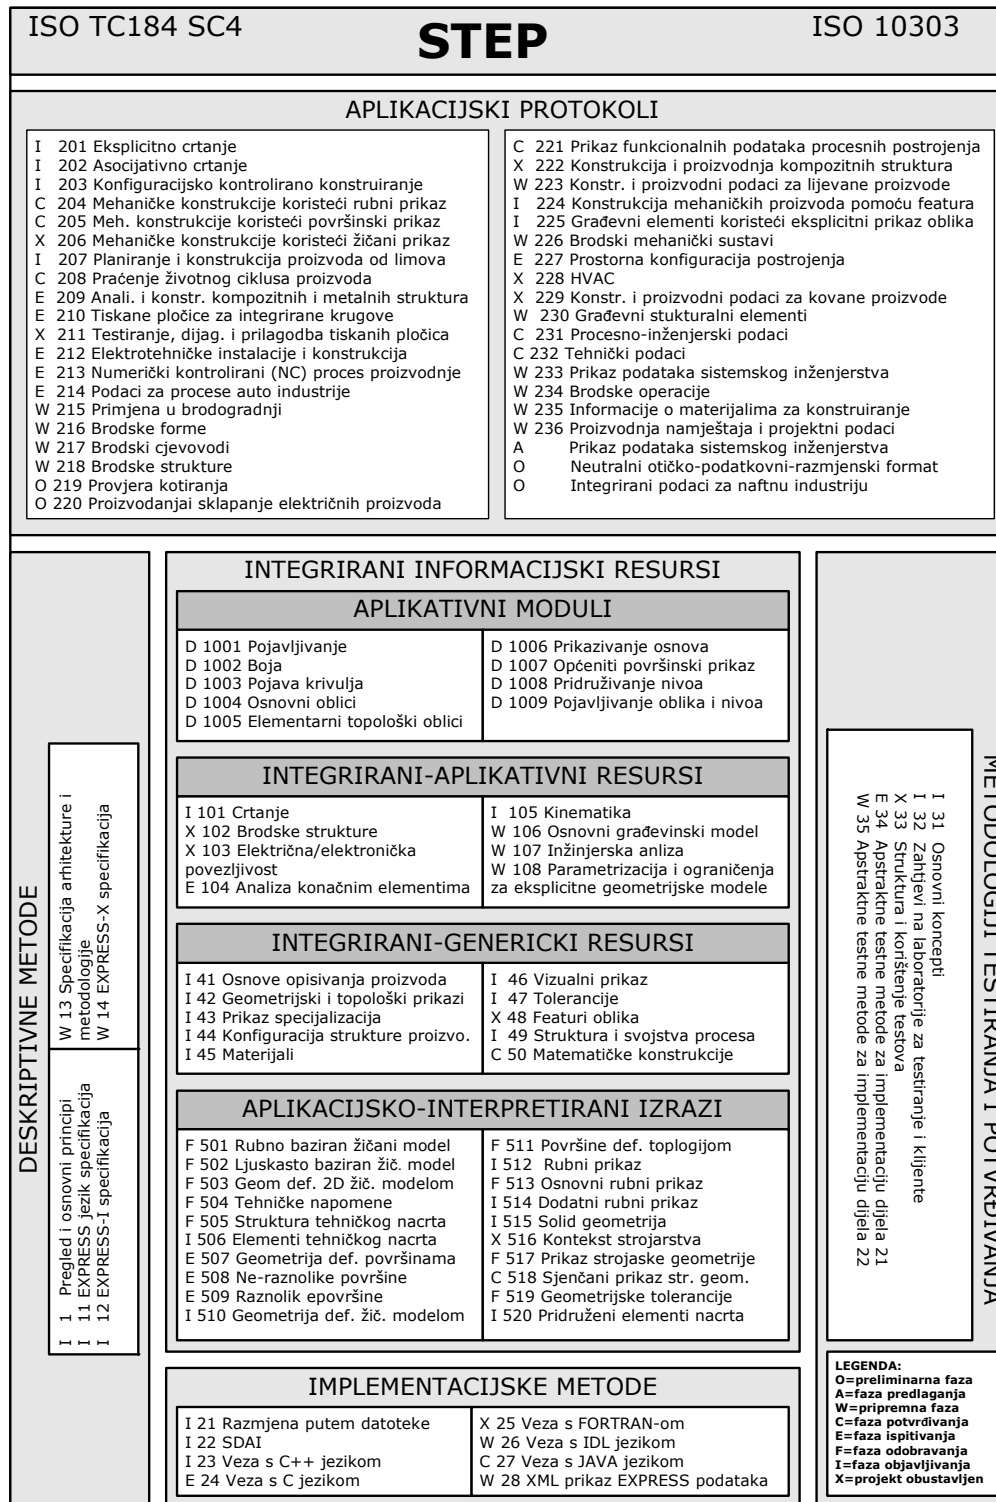 ISO TC184 SC4
STEP
ISO 10303
APLIKACIJSKI PROTOKOLI
I 201 Eksplicitno crtanje
I 202 Asocijativno crtanje
I 203 Konfiguracijsko kontrolirano konstruiranje
C 204 Mehaničke konstrukcije koristeći rubni prikaz
C 205 Meh. konstrukcije koristeći površinski prikaz
X 206 Mehaničke konstrukcije koristeći žičani prikaz
I 207 Planiranje i konstrukcija proizvoda od limova
C 208 Praćenje životnog ciklusa proizvoda
E 209 Anali. i konstr. kompozitnih i metalnih struktura
E 210 Tiskane pločice za integrirane krugove
X 211 Testiranje, dijag. i prilagodba tiskanih pločica
E 212 Elektrotehničke instalacije i konstrukcija
E 213 Numerički kontrolirani (NC) proces proizvodnje
E 214 Podaci za procese auto industrije
W 215 Primjena u brodogradnji
W 216 Brodske forme
W 217 Brodski cjevovodi
W 218 Brodske strukture
O 219 Provjera kotiranja
O 220 Proizvodanjai sklapanje električnih proizvoda
C 221 Prikaz funkcionalnih podataka procesnih postrojenja
X 222 Konstrukcija i proizvodnja kompozitnih struktura
W 223 Konstr. i proizvodni podaci za lijevane proizvode
I 224 Konstrukcija mehaničkih proizvoda pomoću featura
I 225 Građevni elementi koristeći eksplicitni prikaz oblika
W 226 Brodski mehanički sustavi
E 227 Prostorna konfiguracija postrojenja
X 228 HVAC
X 229 Konstr. i proizvodni podaci za kovane proizvode
W 230 Građevni stukturalni elementi
C 231 Procesno-inženjerski podaci
C 232 Tehnički podaci
W 233 Prikaz podataka sistemskog inženjerstva
W 234 Brodske operacije
W 235 Informacije o materijalima za konstruiranje
W 236 Proizvodnja namještaja i projektni podaci
A Prikaz podataka sistemskog inženjerstva
O Neutralni otičko-podatkovni-razmjenski format
O Integrirani podaci za naftnu industriju
DESKRIPTIVNE METODE
W 13 Specifikacija arhitekture i
metodologije
W 14 EXPRESS-X specifikacija
I 1 Pregled i osnovni principi
I 11 EXPRESS jezik specifikacija
I 12 EXPRESS-I specifikacija
INTEGRIRANI INFORMACIJSKI RESURSI
APLIKATIVNI MODULI
D 1001 Pojavljivanje
D 1002 Boja
D 1003 Pojava krivulja
D 1004 Osnovni oblici
D 1005 Elementarni topološki oblici
D 1006 Prikazivanje osnova
D 1007 Općeniti površinski prikaz
D 1008 Pridruživanje nivoa
D 1009 Pojavljivanje oblika i nivoa
INTEGRIRANI-APLIKATIVNI RESURSI
I 101 Crtanje
X 102 Brodske strukture
X 103 Električna/elektronička
povezljivost
E 104 Analiza konačnim elementima
I 105 Kinematika
W 106 Osnovni građevinski model
W 107 Inžinjerska anliza
W 108 Parametrizacija i ograničenja
za eksplicitne geometrijske modele
INTEGRIRANI-GENERICKI RESURSI
I 41 Osnove opisivanja proizvoda
I 42 Geometrijski i topološki prikazi
I 43 Prikaz specijalizacija
I 44 Konfiguracija strukture proizvo.
I 45 Materijali
I 46 Vizualni prikaz
I 47 Tolerancije
X 48 Featuri oblika
I 49 Struktura i svojstva procesa
C 50 Matematičke konstrukcije
APLIKACIJSKO-INTERPRETIRANI IZRAZI
F 501 Rubno baziran žičani model
F 502 Ljuskasto baziran žič. model
F 503 Geom def. 2D žič. modelom
F 504 Tehničke napomene
F 505 Struktura tehničkog nacrta
I 506 Elementi tehničkog nacrta
E 507 Geometrija def. površinama
E 508 Ne-raznolike površine
E 509 Raznolik epovršine
I 510 Geometrija def. žič. modelom
F 511 Površine def. toplogijom
I 512 Rubni prikaz
F 513 Osnovni rubni prikaz
I 514 Dodatni rubni prikaz
I 515 Solid geometrija
X 516 Kontekst strojarstva
F 517 Prikaz strojaske geometrije
C 518 Sjenčani prikaz str. geom.
F 519 Geometrijske tolerancije
I 520 Pridruženi elementi nacrta
IMPLEMENTACIJSKE METODE
I 21 Razmjena putem datoteke
I 22 SDAI
I 23 Veza s C++ jezikom
E 24 Veza s C jezikom
X 25 Veza s FORTRAN-om
W 26 Veza s IDL jezikom
C 27 Veza s JAVA jezikom
W 28 XML prikaz EXPRESS podataka
METODOLOGIJI TESTIRANJA I POTVRĐIVANJA
I 31 Osnovni koncepti
I 32 Zahtjevi na laboratorije za testiranje i klijente
X 33 Struktura i korištenje testova
E 34 Apstraktne testne metode za implementaciju dijela 21
W 35 Apstraktne testne metode za implementaciju dijela 22
LEGENDA:
O=preliminarna faza
A=faza predlaganja
W=pripremna faza
C=faza potvrđivanja
E=faza ispitivanja
F=faza odobravanja
I=faza objavljivanja
X=projekt obustavljen